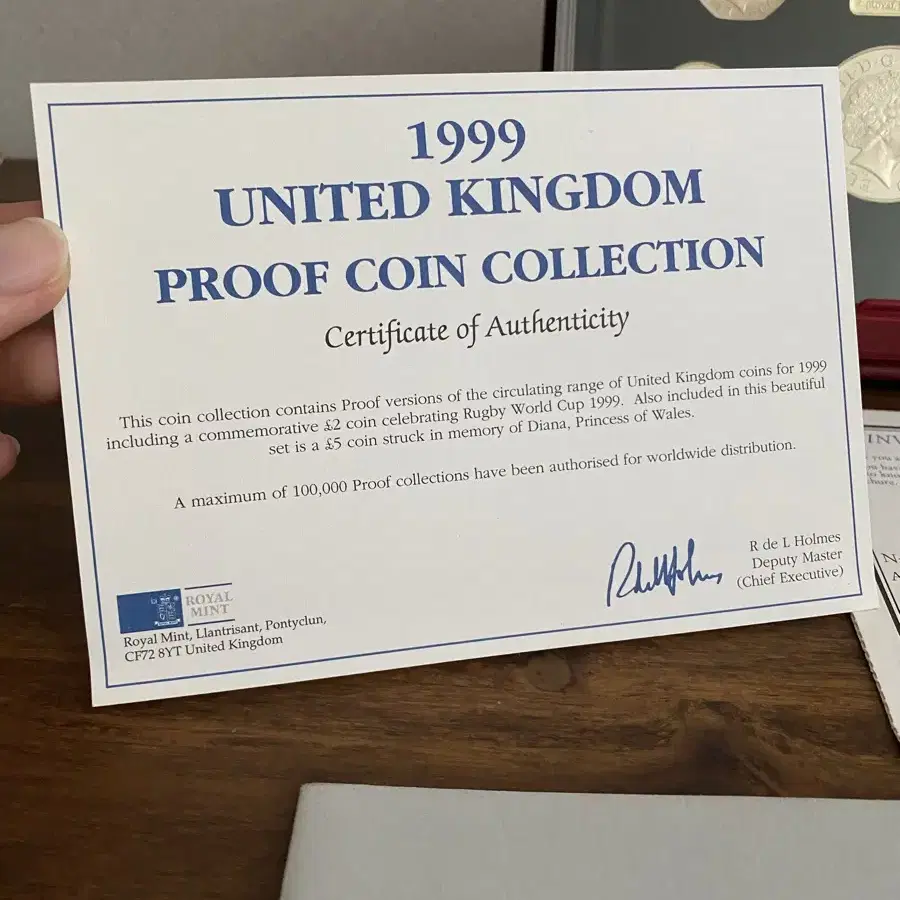 1999
UNITED KINGDOM
PROOF COIN COLLECTION
Certificate of Authenticity
This coin collection contains Proof versions of the circulating range of United Kingdom coins for 1999
including a commemorative £2 coin celebrating Rugby World Cup 1999. Also included in this beautiful
set is a £5 coin struck in memory of Diana, Princess of Wales.
A maximum of 100,000 Proof collections have been authorised for worldwide distribution.
R de L Holmes
Deputy Master
(Chief Executive)
ROYAL
MINT
Royal Mint, Llantrisant, Pontyclun,
CF72 8YT United Kingdom